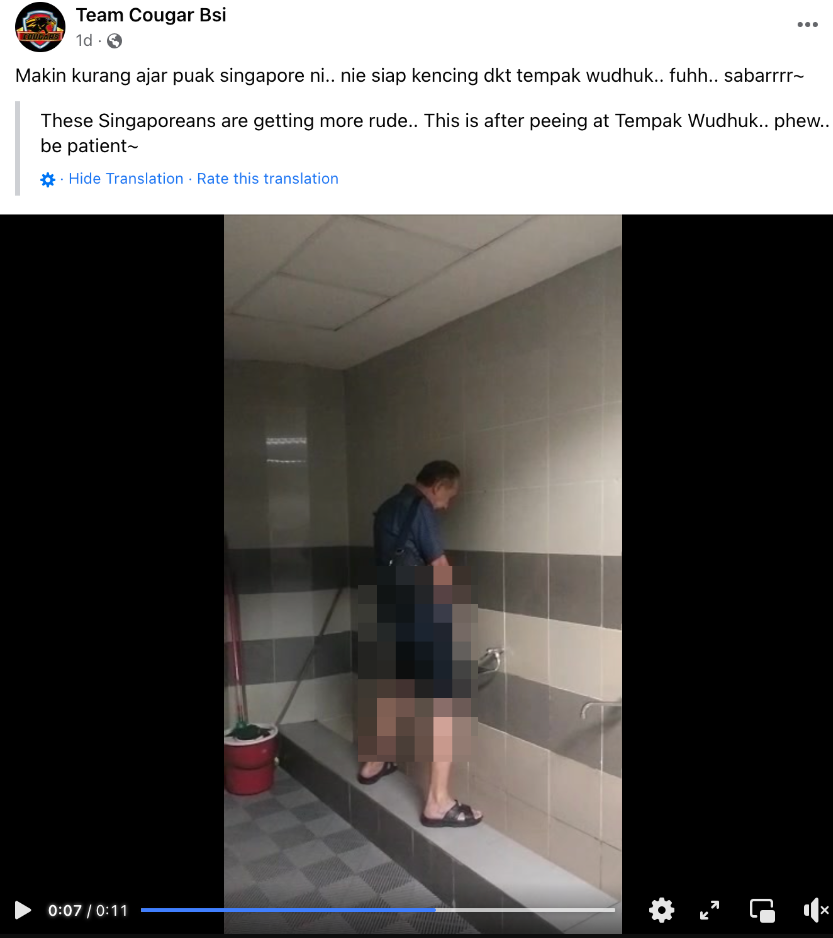 Team Cougar Bsi
1d ·
Makin kurang ajar puak singapore ni.. nie siap kencing dkt tempak wudhuk.. fuhh.. sabarrrr~
These Singaporeans are getting more rude.. This is after peeing at Tempak Wudhuk.. phew..
be patient~
· Hide Translation · Rate this translation
0:07 / 0:11